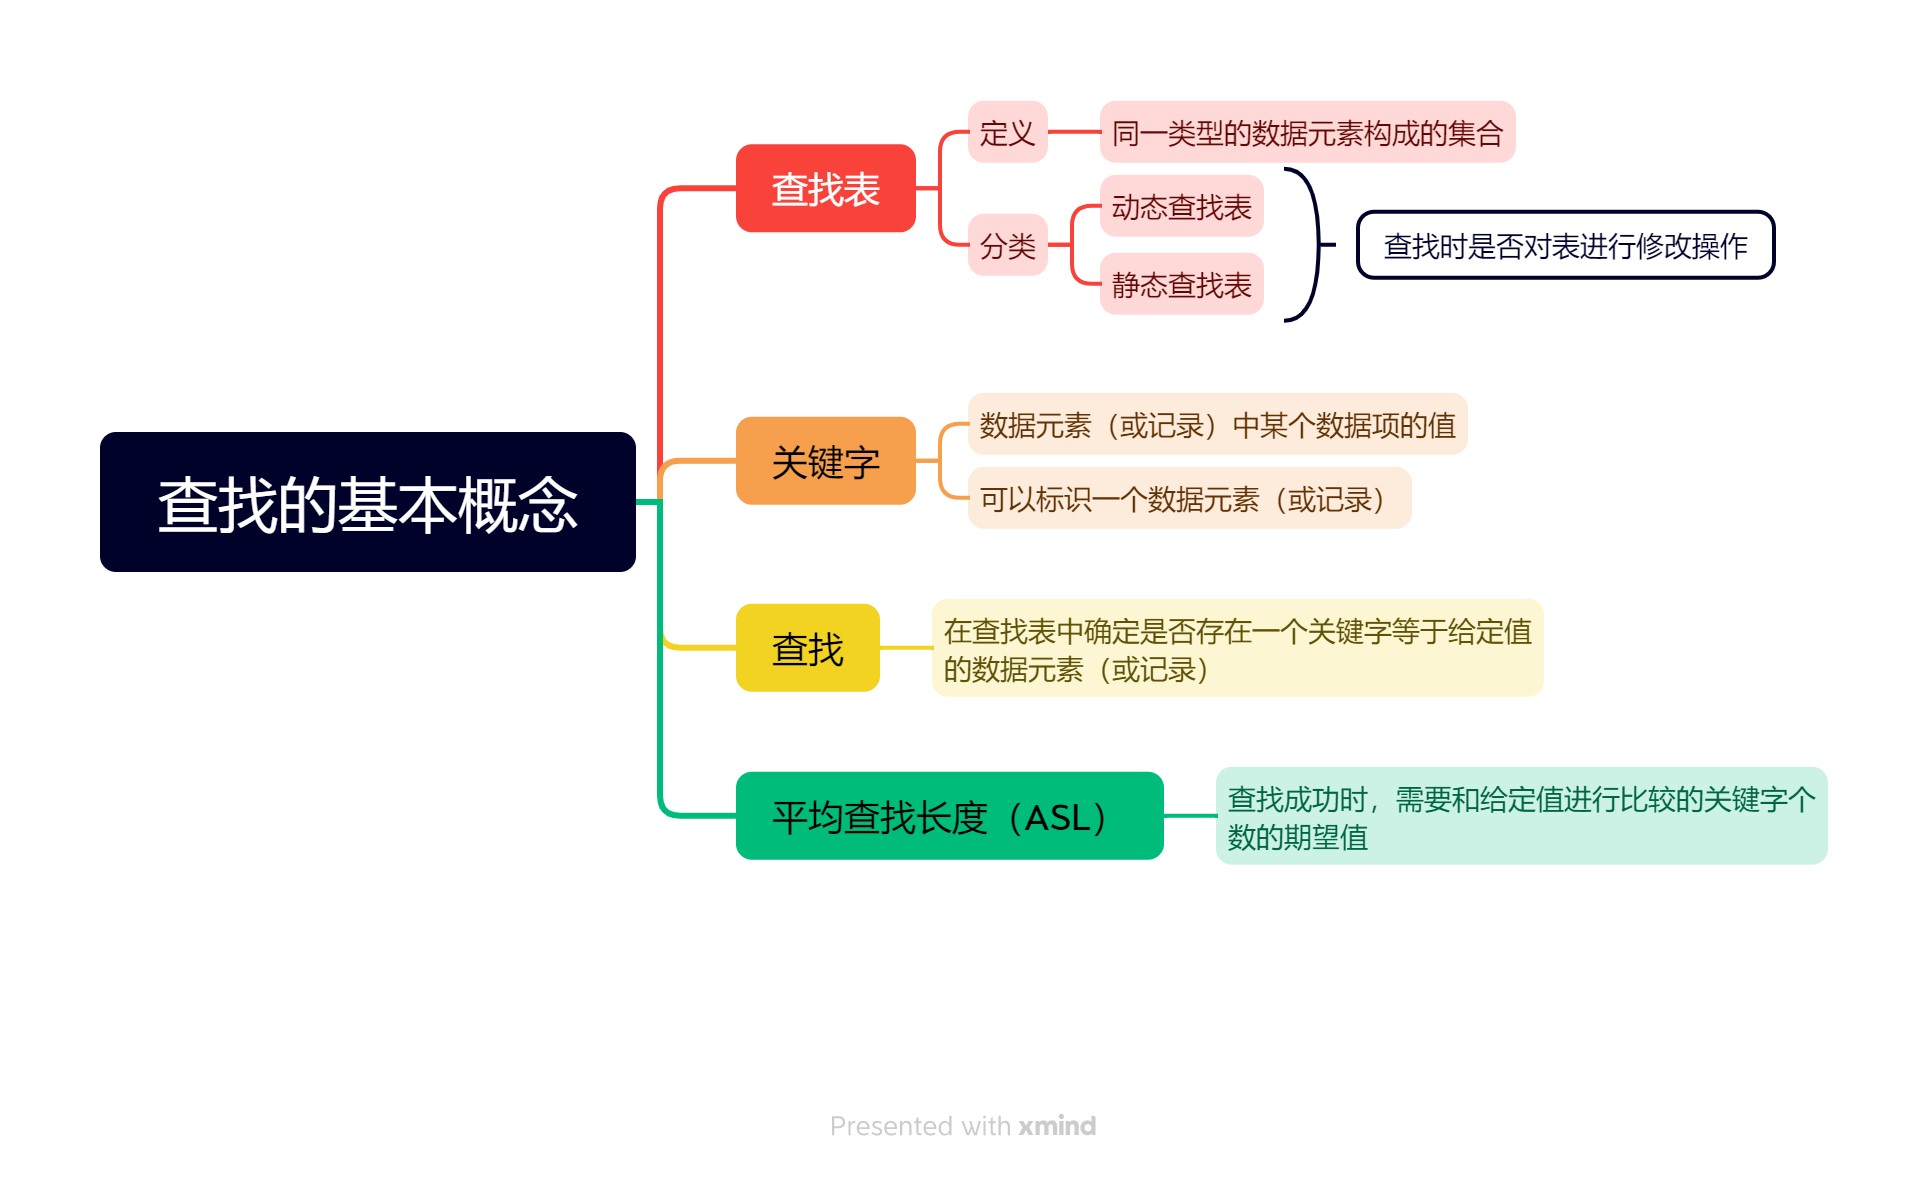 查找的基本概念
查找表
定义
同一类型的数据元素构成的集合
分类
动态查找表
静态查找表
查找时是否对表进行修改操作
关键字
数据元素（或记录）中某个数据项的值
可以标识一个数据元素（或记录）
查找
在查找表中确定是否存在一个关键字等于给定值
的数据元素（或记录）
平均查找长度（ASL）
查找成功时，需要和给定值进行比较的关键字个
数的期望值
Presented with xmind